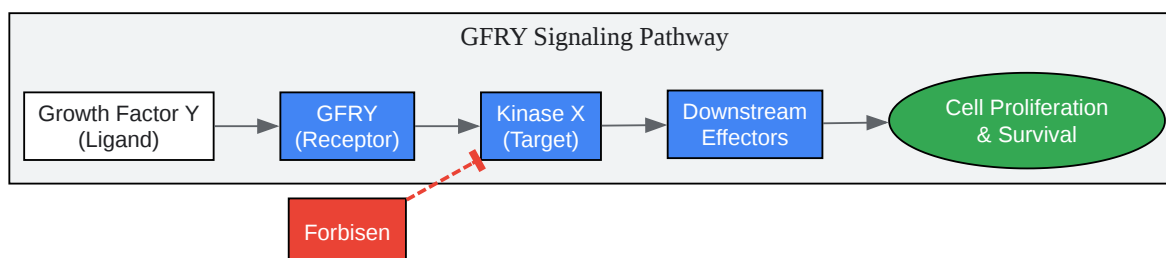 GFRY Signaling Pathway
Growth Factor Y
(Ligand)
GFRY
(Receptor)
Kinase X
(Target)
Downstream
Effectors
Cell Proliferation
& Survival
Forbisen